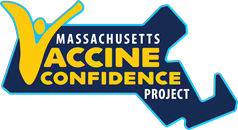 MASSACHUSETTS
VACCINE
CONFIDENCE
PROJECT